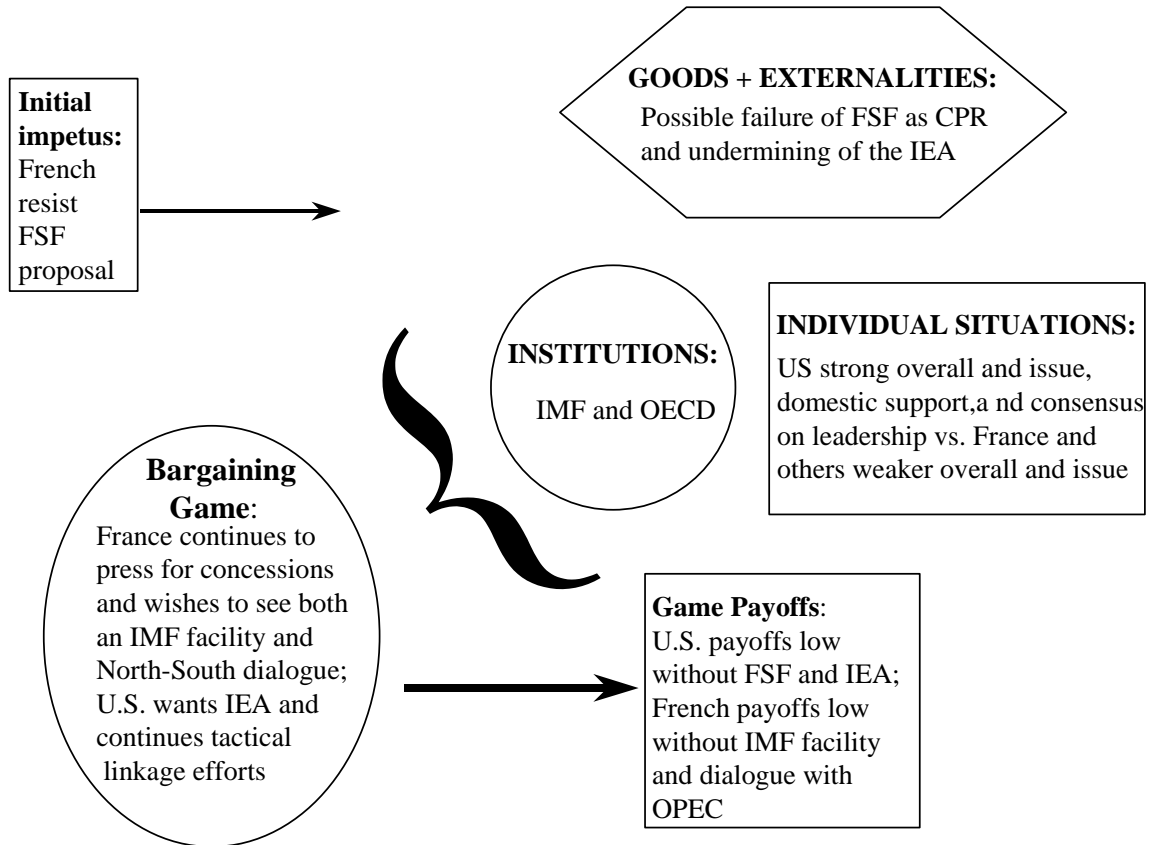 Initial
impetus:
French
resist
FSF
proposal
GOODS + EXTERNALITIES:
Possible failure of FSF as CPR
and undermining of the IEA
INSTITUTIONS:
IMF and OECD
INDIVIDUAL SITUATIONS:
US strong overall and issue,
domestic support,a nd consensus
on leadership vs. France and
others weaker overall and issue
Bargaining
Game:
France continues to
press for concessions
and wishes to see both
an IMF facility and
North-South dialogue;
U.S. wants IEA and
continues tactical
linkage efforts
Game Payoffs:
U.S. payoffs low
without FSF and IEA;
French payoffs low
without IMF facility
and dialogue with
OPEC